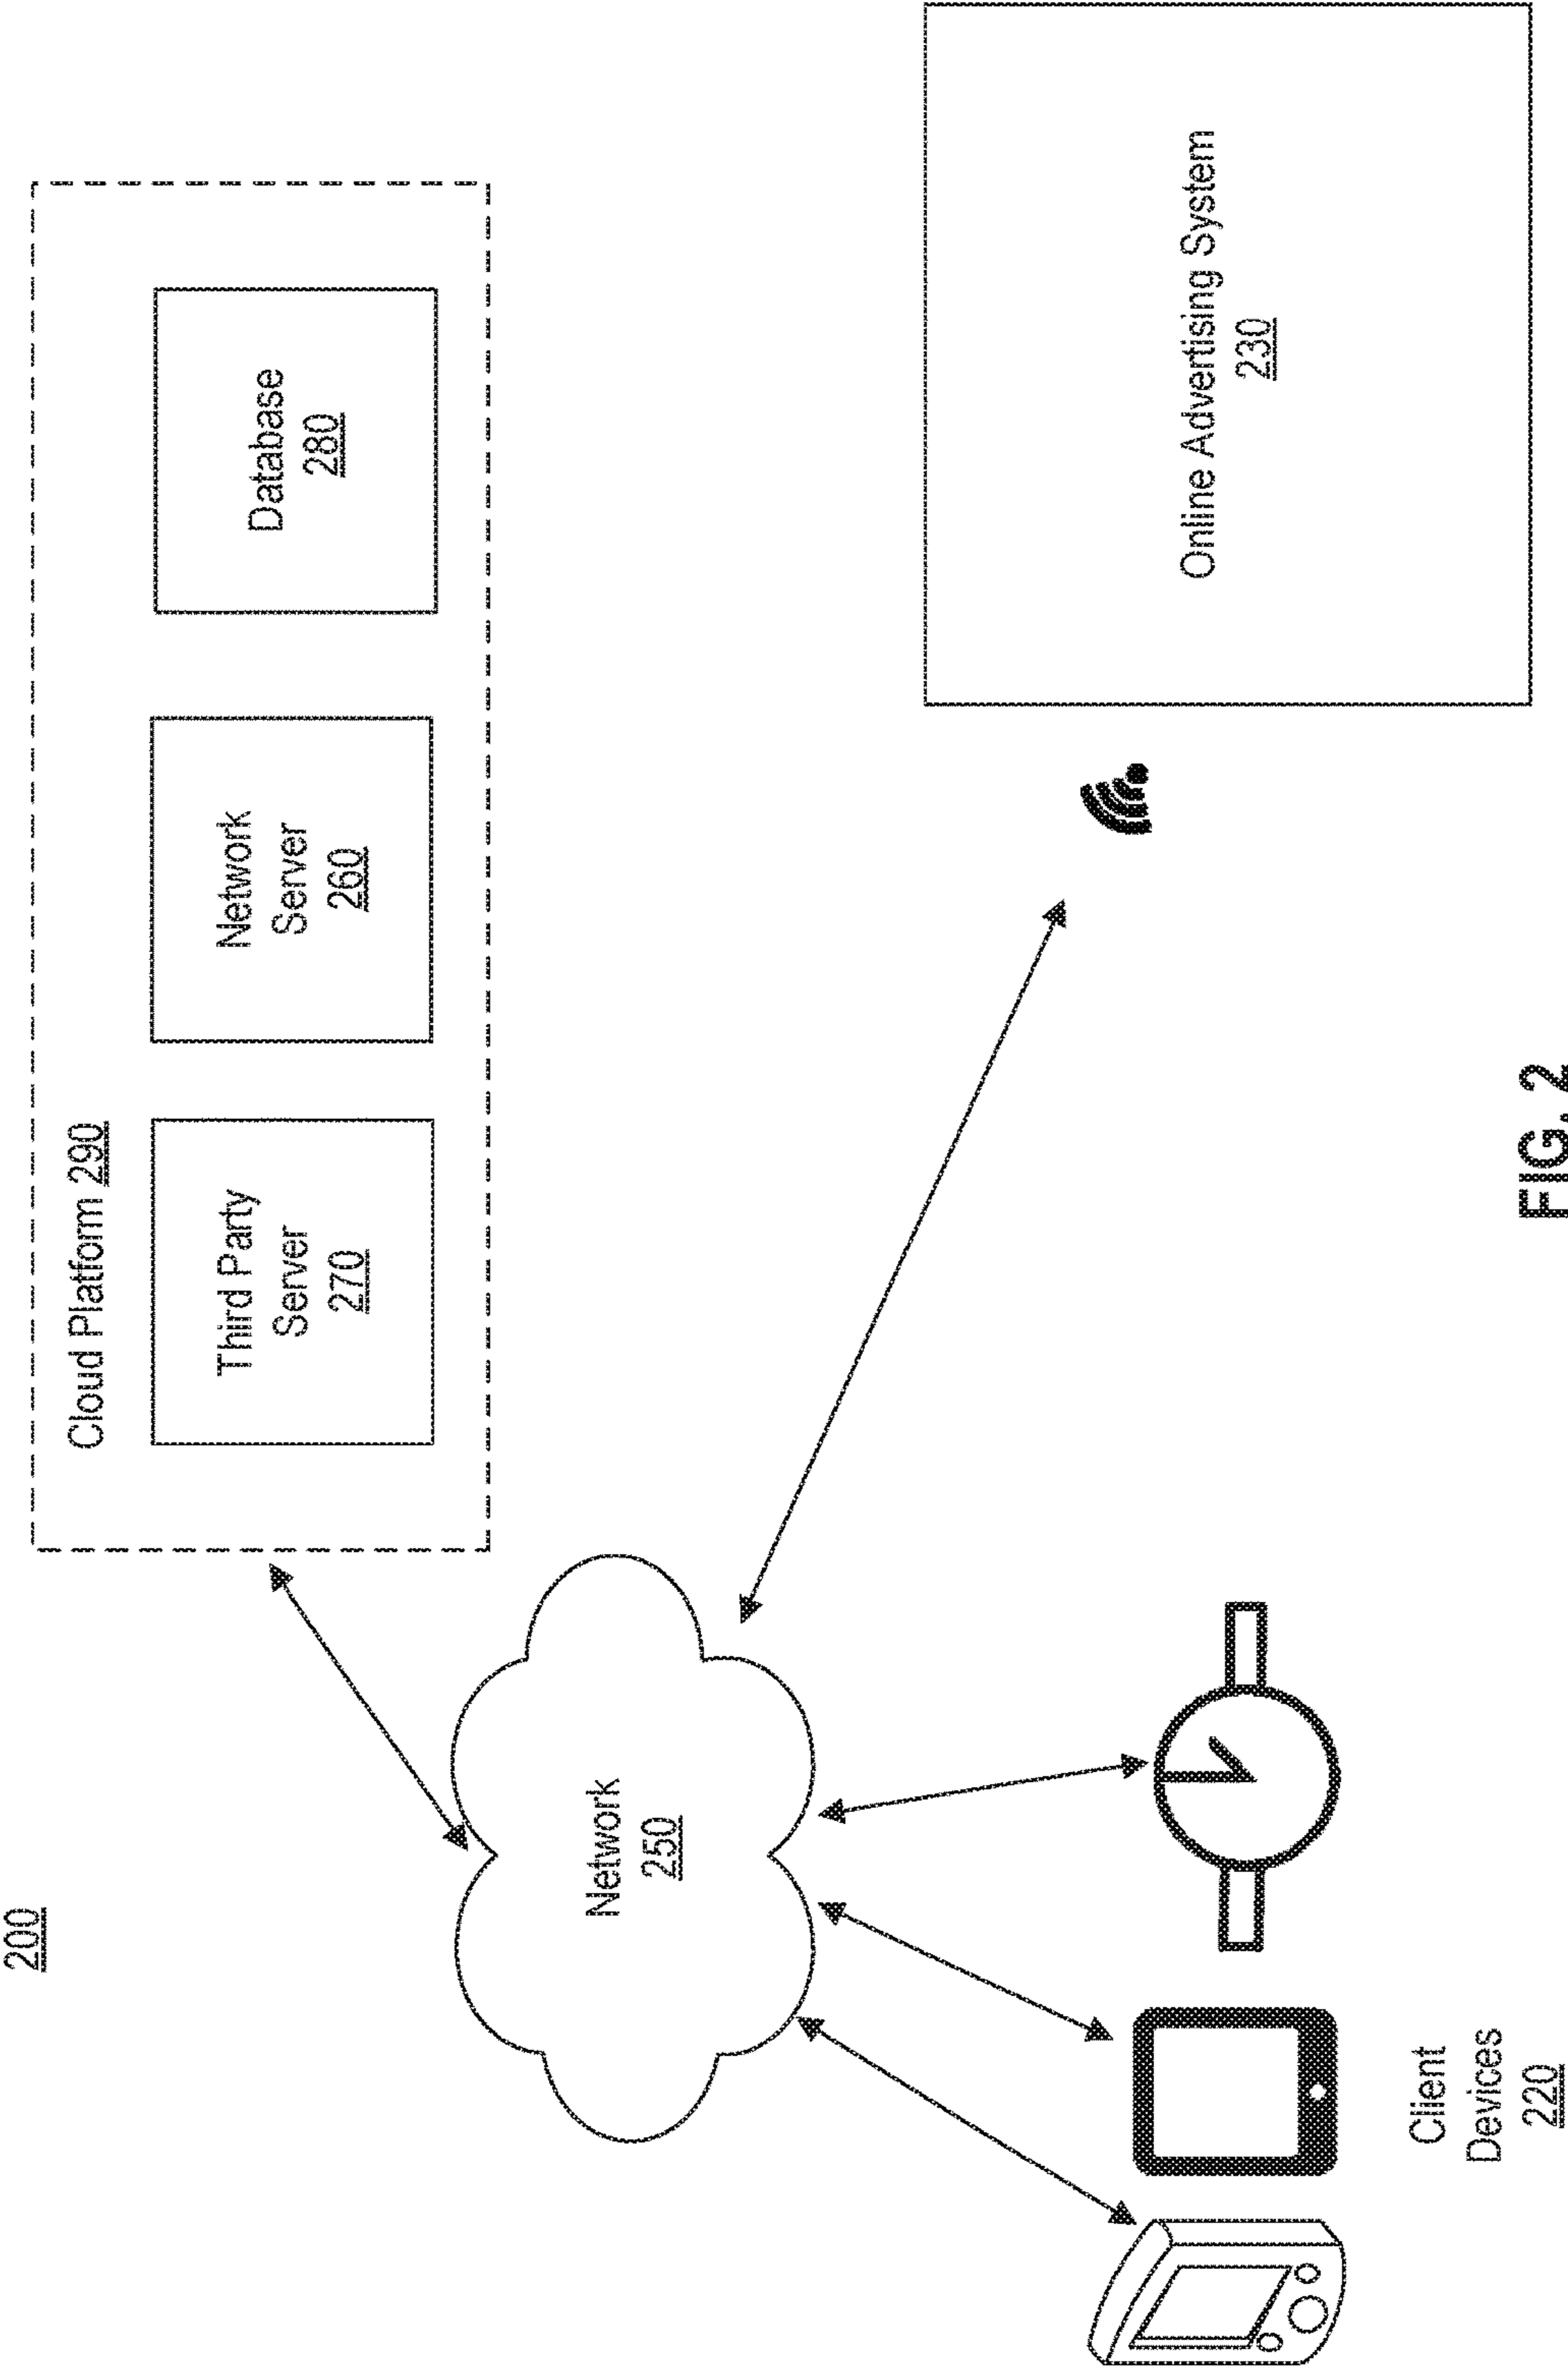 200
Cloud Platform 290
Third Party
Server
270
Network
Server
260
Database
280
Network
250
Online Advertising System
230
Client
Devices
220
FIG. 2